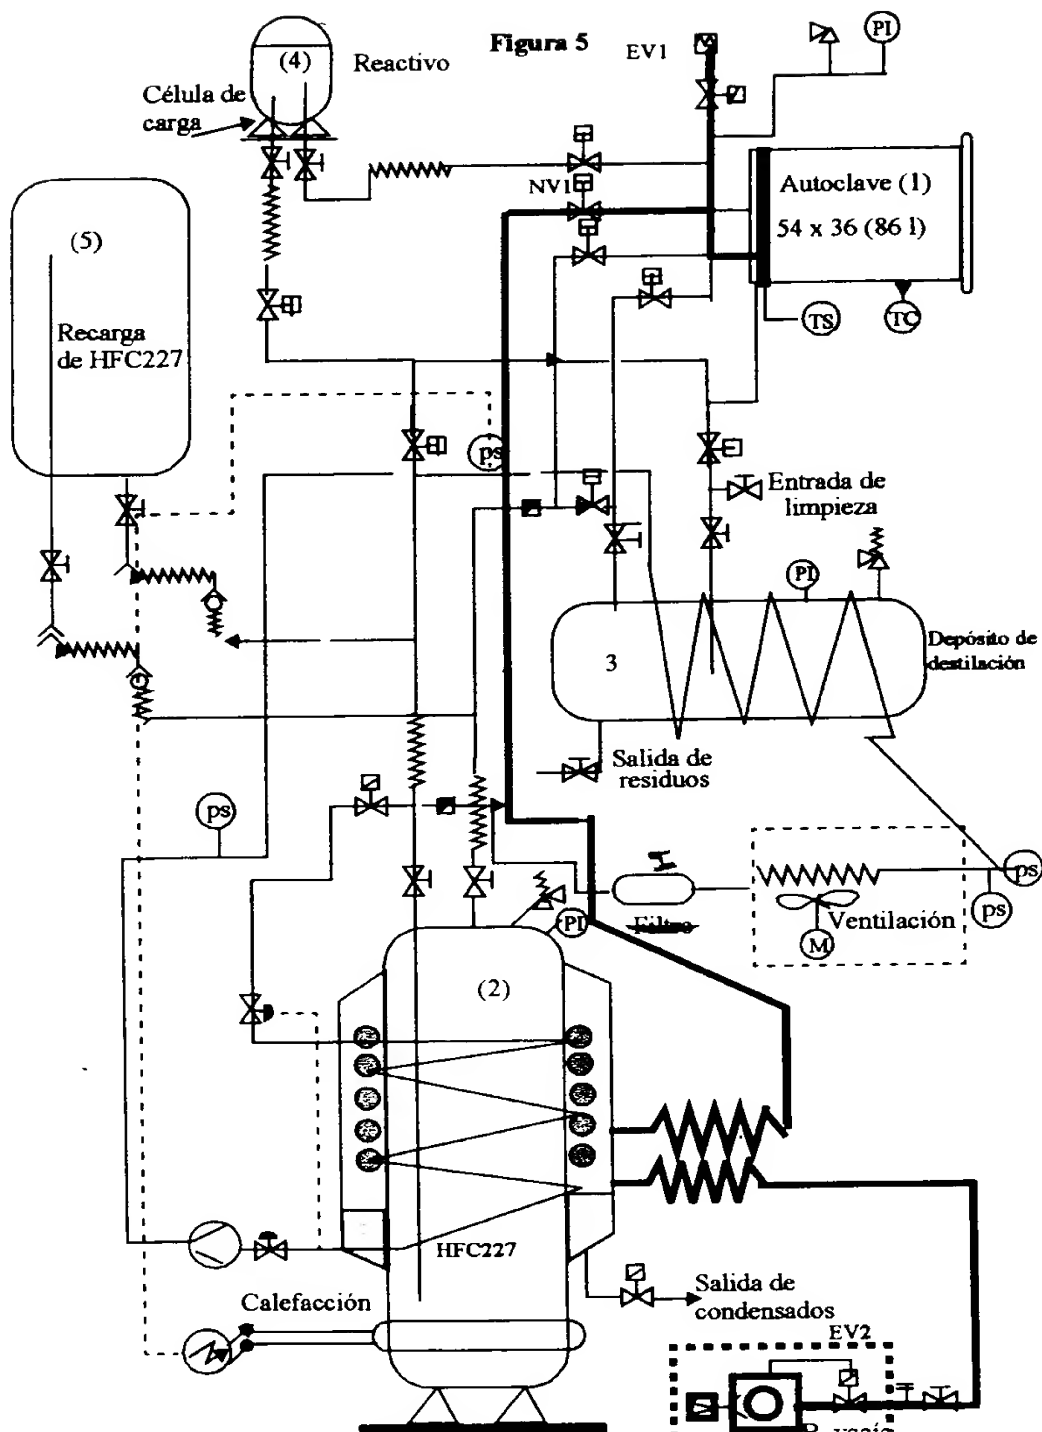 Figura 5
EV1
PI
(4)
Reactivo
Célula de
carga
NV1
Autoclave (1)
54 x 36 (86 l)
(5)
Recarga
de HFC227
TS
TC
ps
Entrada de
limpieza
PI
3
Depósito de
destilación
Salida de
residuos
ps
ps
ps
Filtro
Ventilación
M
PI
(2)
HFC227
Calefacción
Salida de
condensados
EV2